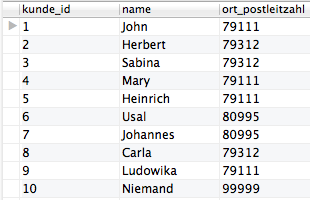 kunde_id name ort_postleitzahl
1 John 79111
2 Herbert 79312
3 Sabina 79312
4 Mary 79111
5 Heinrich 79111
6 Usal 80995
7 Johannes 80995
8 Carla 79312
9 Ludowika 79111
10 Niemand 99999